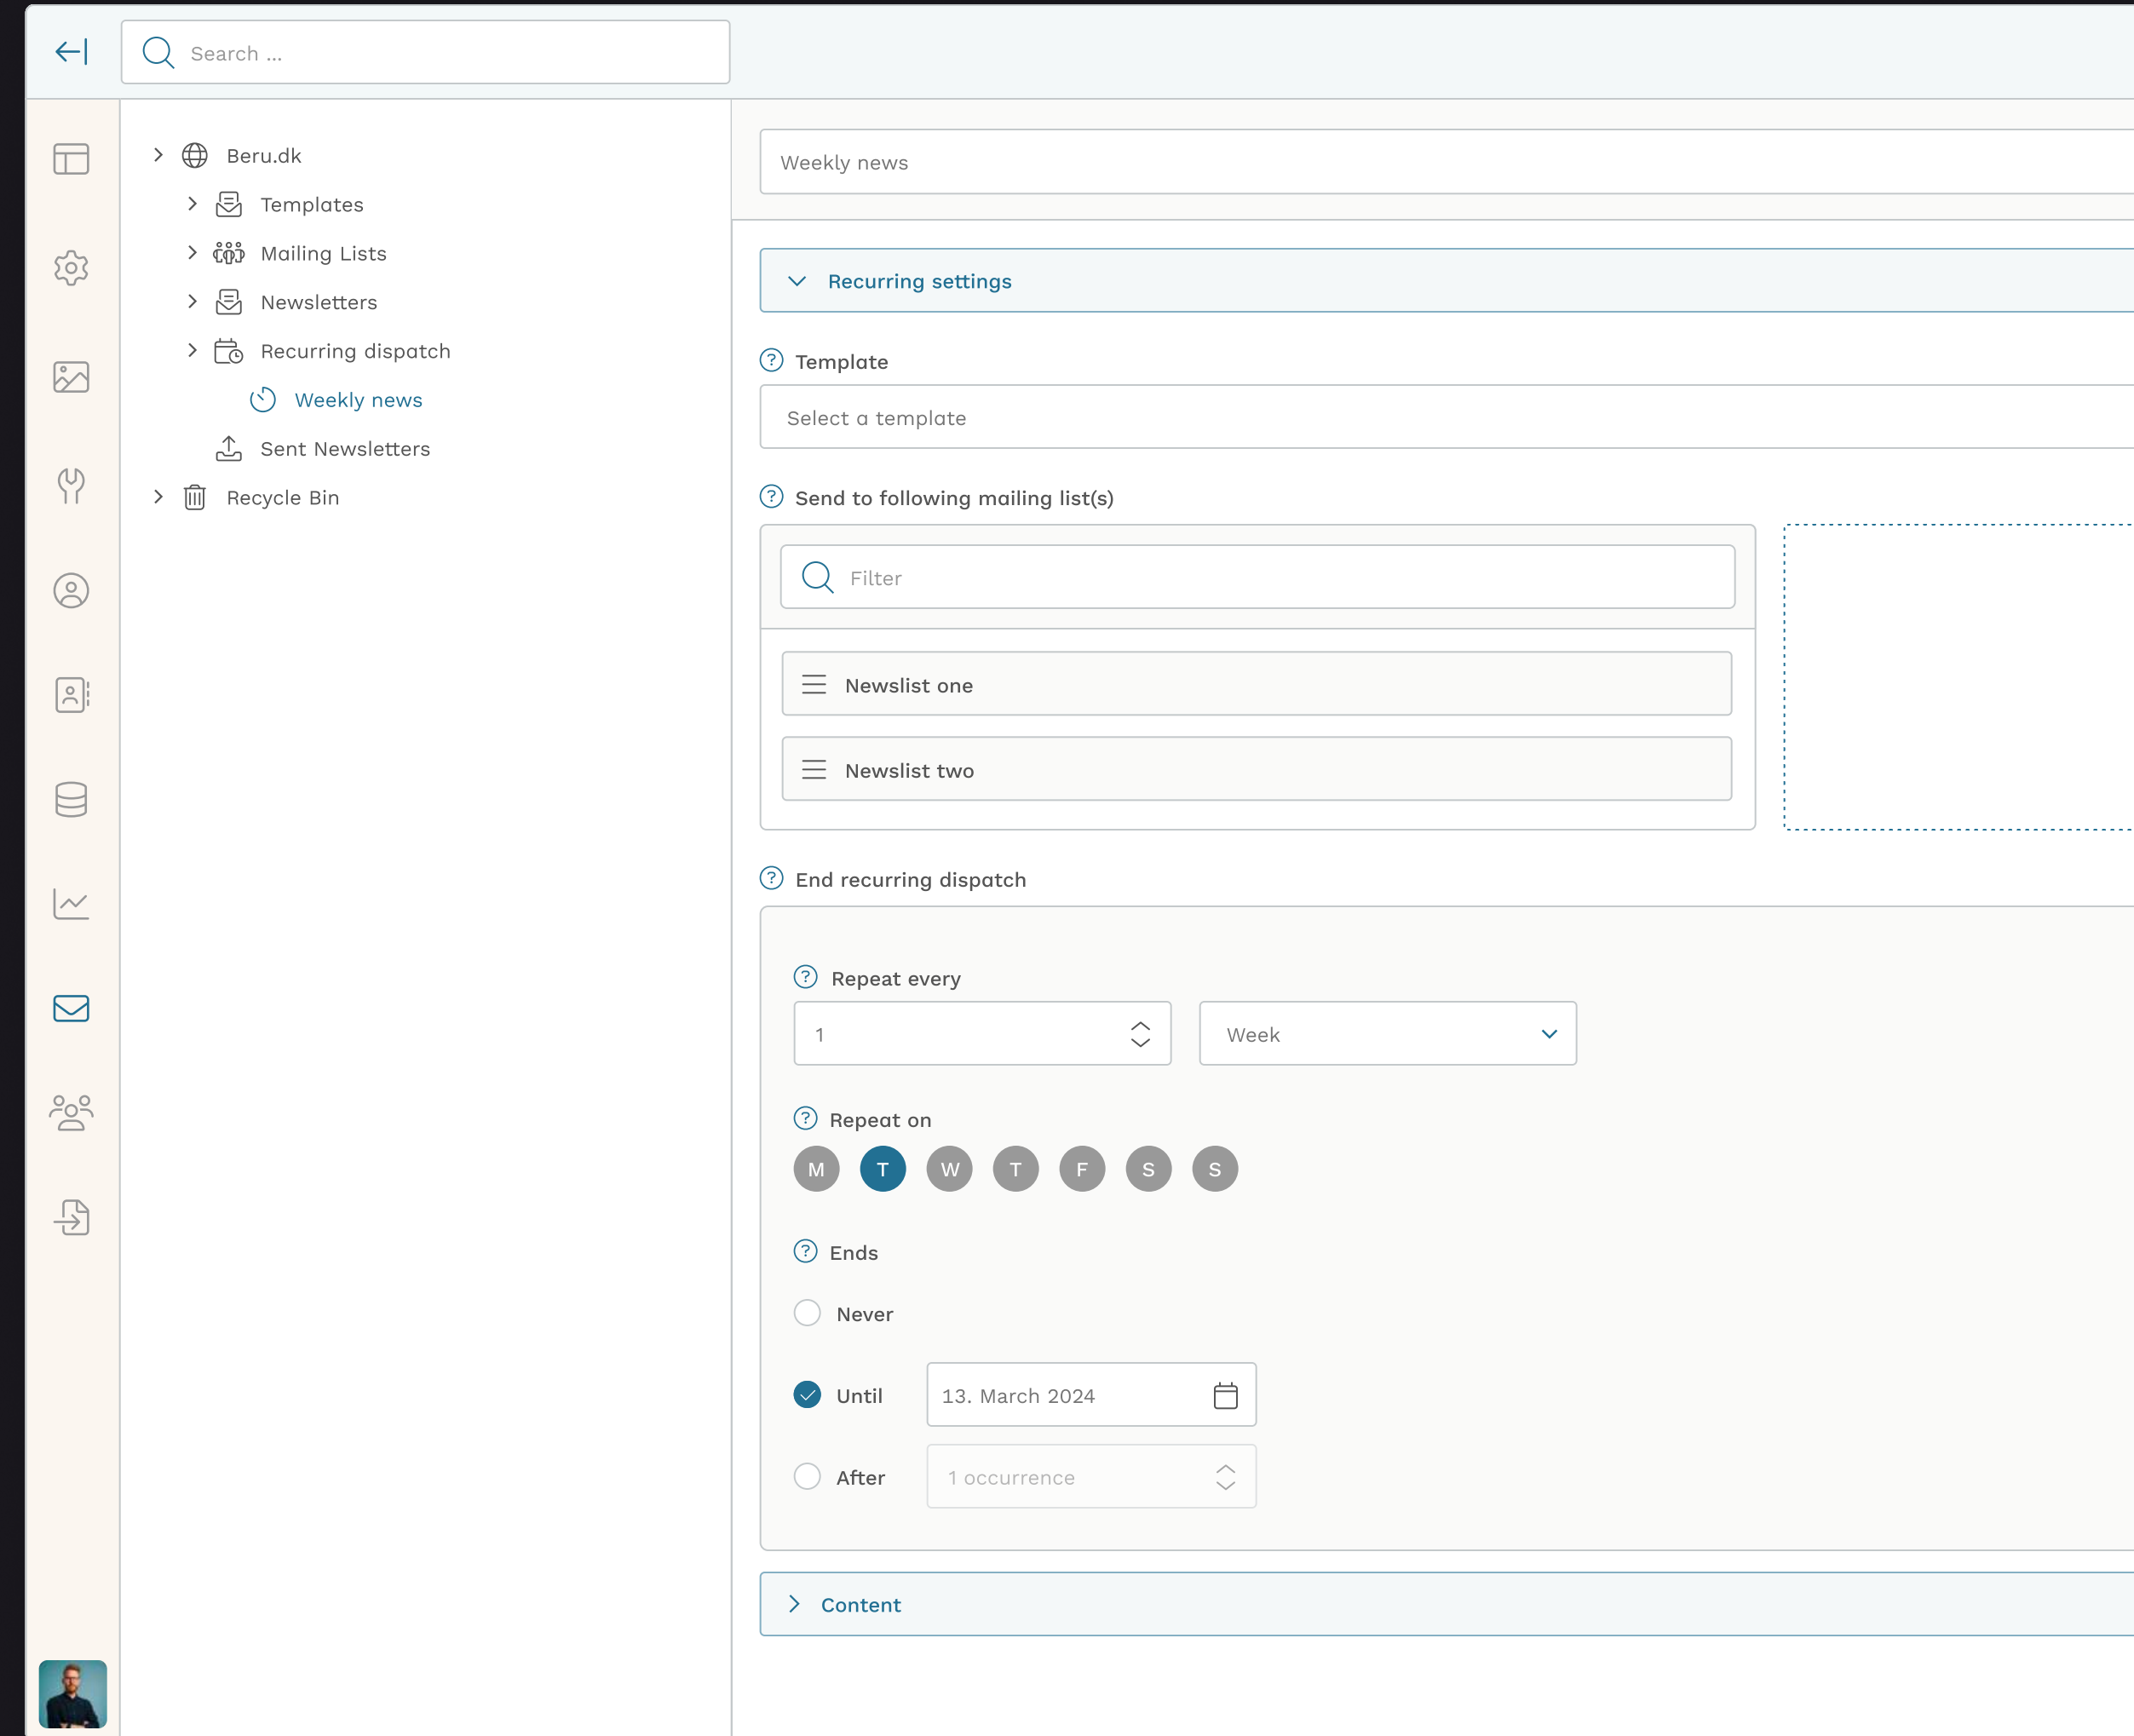 Search ...
Beru.dk
Templates
Mailing Lists
Newsletters
Recurring dispatch
Weekly news
Sent Newsletters
Recycle Bin
Weekly news
Recurring settings
? Template
Select a template
? Send to following mailing list(s)
Filter
Newslist one
Newslist two
? End recurring dispatch
? Repeat every
1 Week
? Repeat on
M T W T F S S
? Ends
Never
Until 13. March 2024
After 1 occurrence
Content